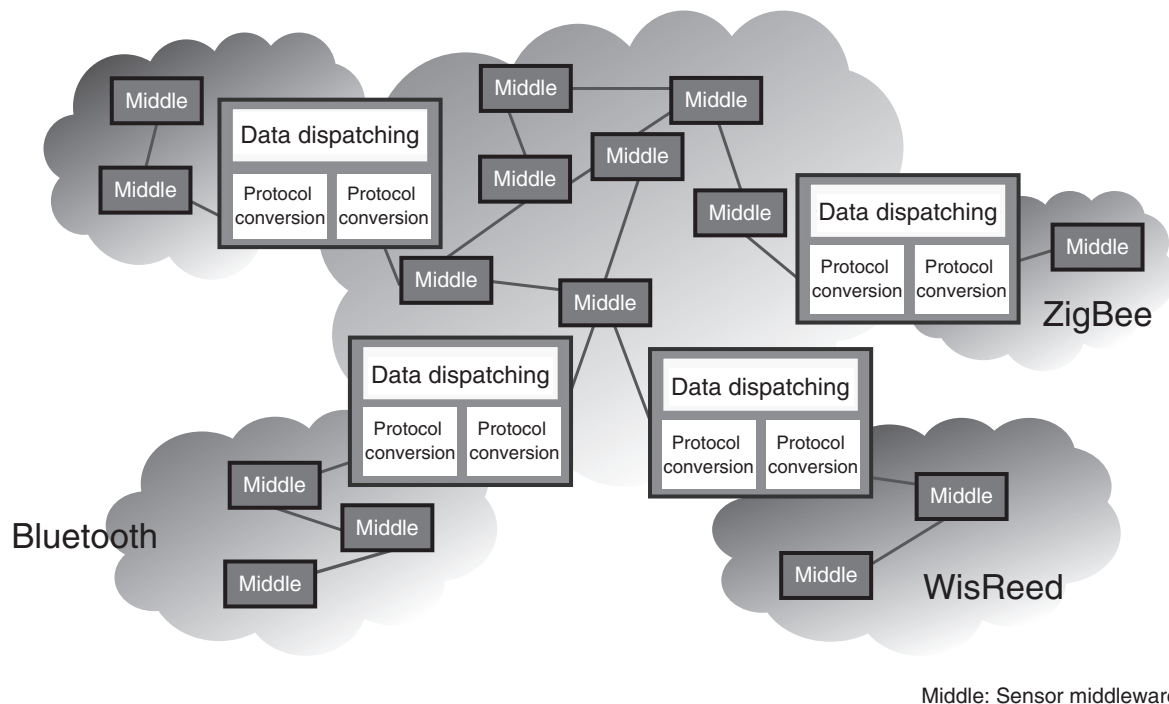 Middle
Middle
Data dispatching
Protocol
conversion
Protocol
conversion
Middle
Middle
Middle
Middle
Middle
Middle
Middle
Data dispatching
Protocol
conversion
Protocol
conversion
Middle
ZigBee
Data dispatching
Protocol
conversion
Protocol
conversion
Data dispatching
Protocol
conversion
Protocol
conversion
Middle
Middle
Middle
Bluetooth
Middle
Middle
WisReed
Middle: Sensor middleware